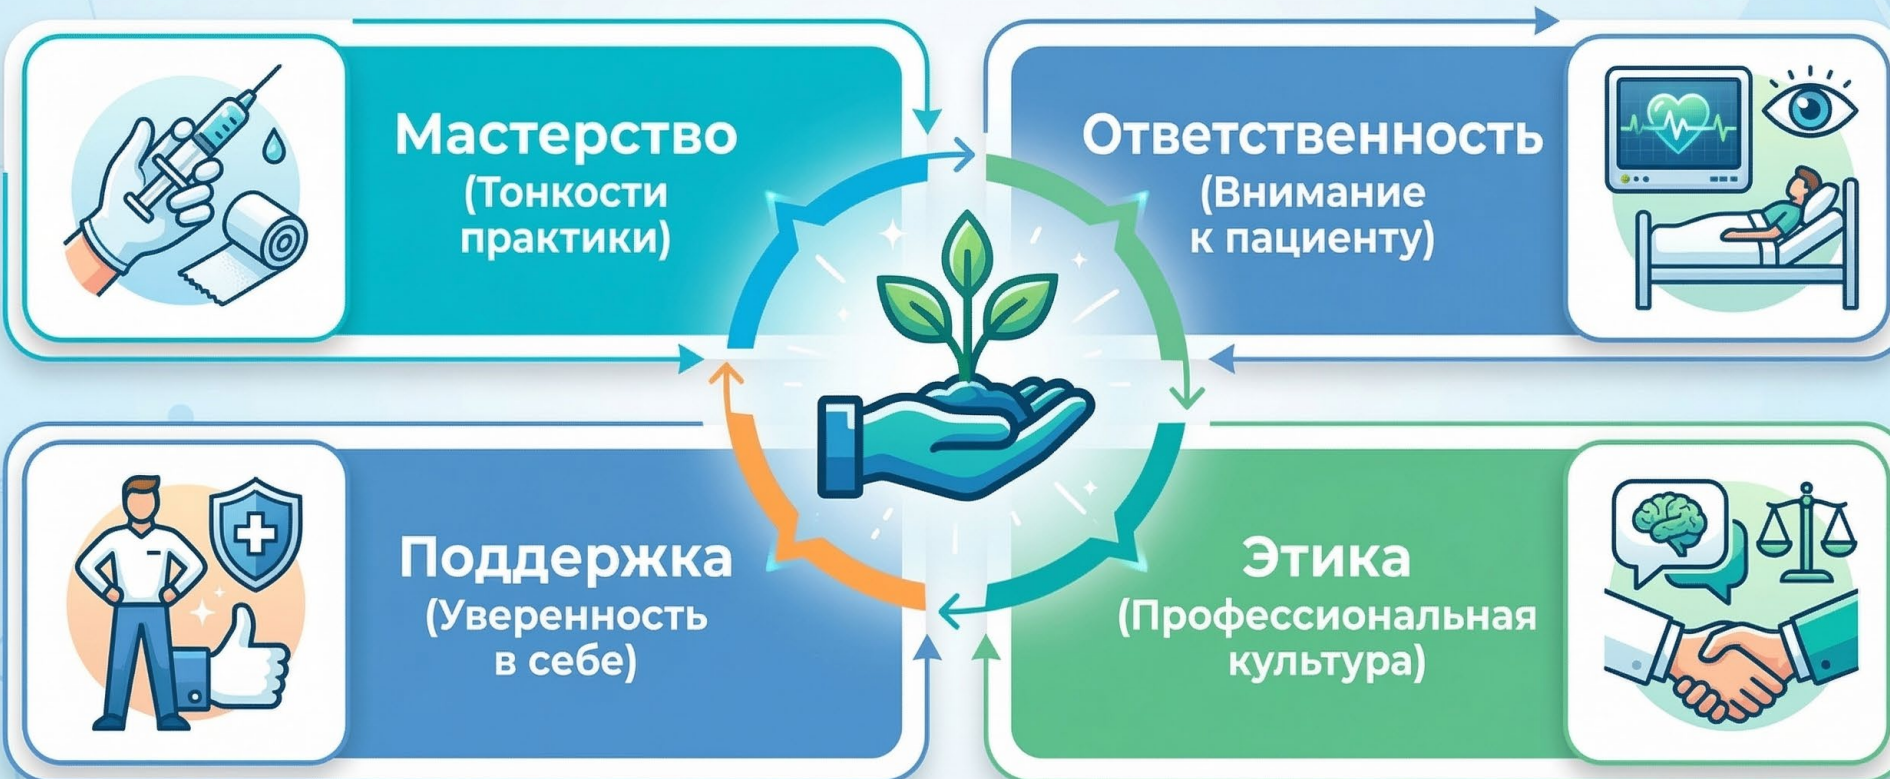 Мастерство
(Тонкости
практики)
Ответственность
(Внимание
к пациенту)
Поддержка
(Уверенность
в себе)
Этика
(Профессиональная
культура)